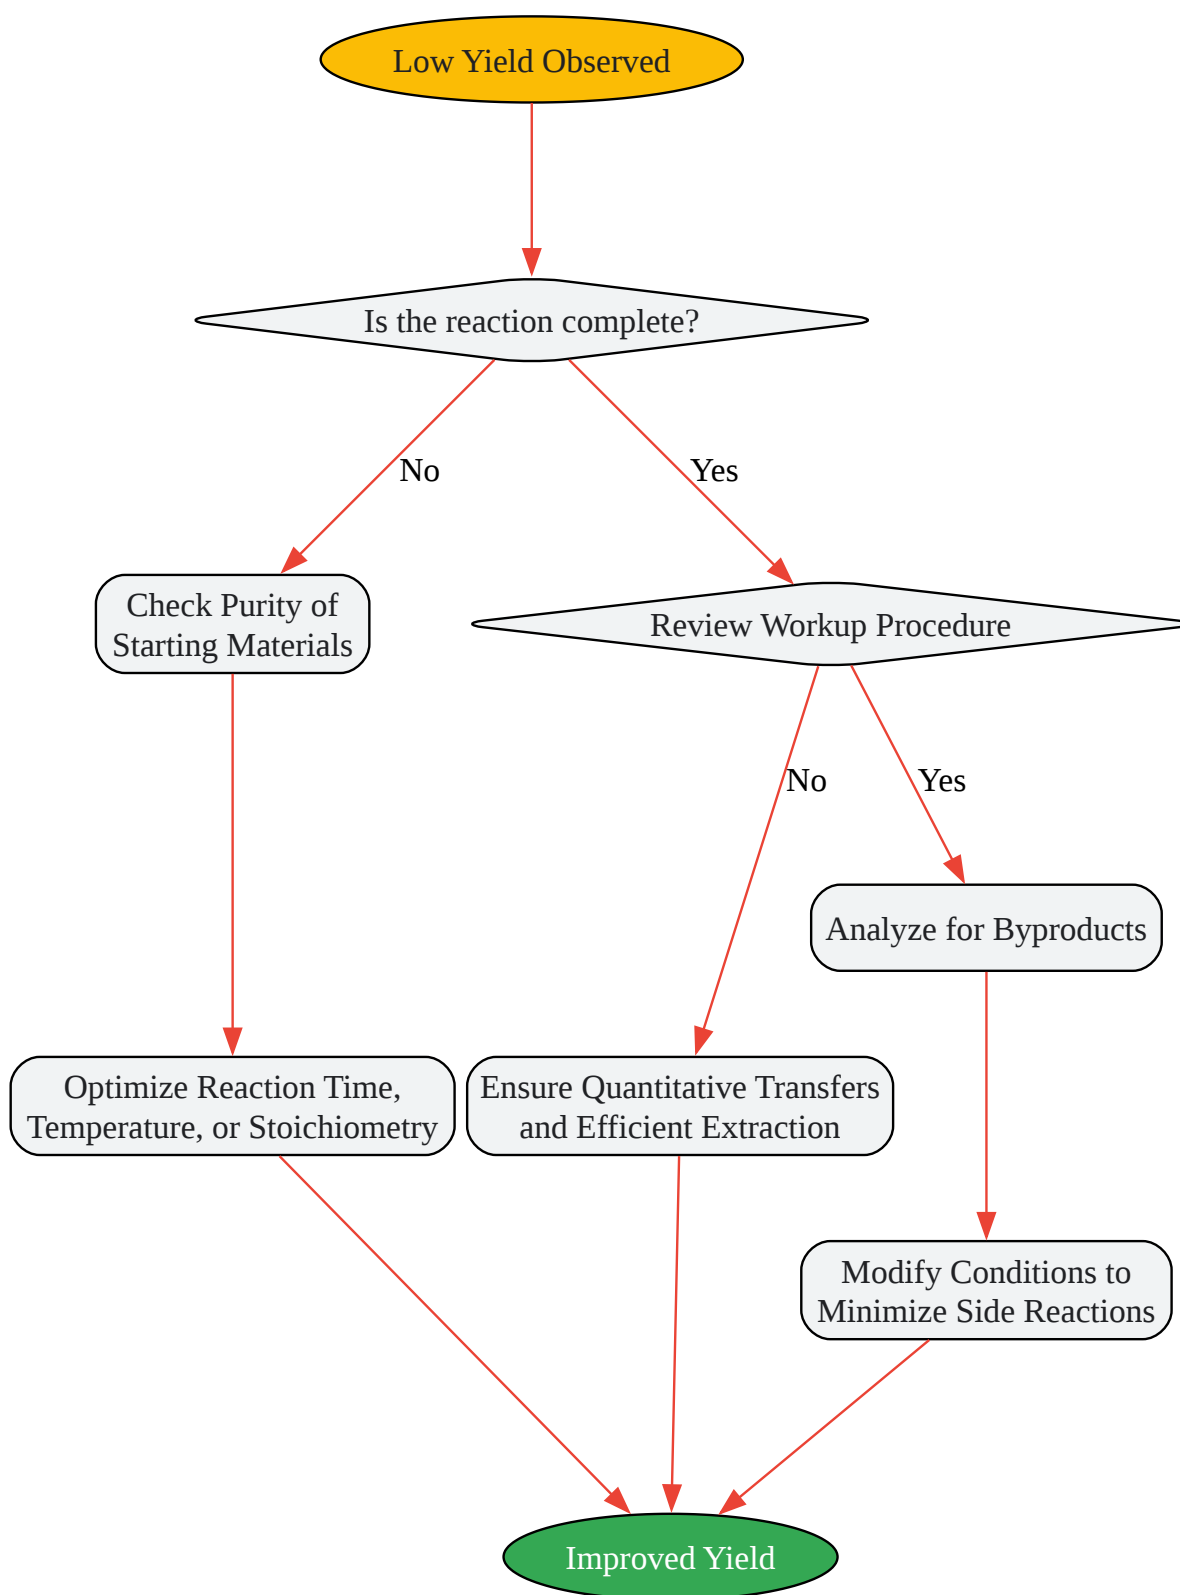 Low Yield Observed
Is the reaction complete?
No
Yes
Check Purity of
Starting Materials
Review Workup Procedure
No
Yes
Analyze for Byproducts
Optimize Reaction Time,
Temperature, or Stoichiometry
Ensure Quantitative Transfers
and Efficient Extraction
Modify Conditions to
Minimize Side Reactions
Improved Yield